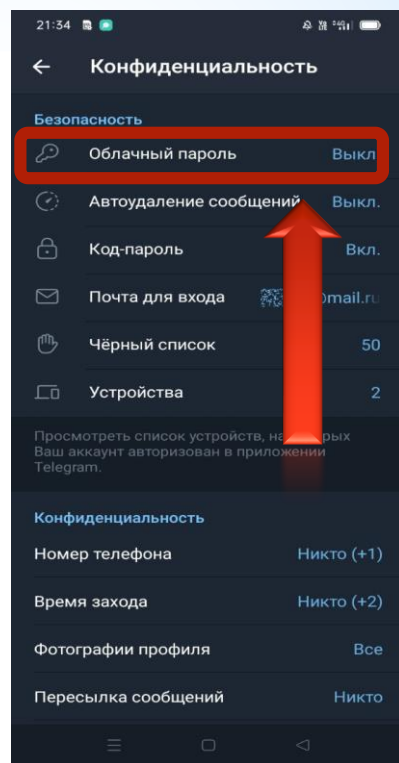 21:34
Конфиденциальность
Безопасность
Облачный пароль Выкл
Автоудаление сообщений Выкл.
Код-пароль Вкл.
Почта для входа @mail.ru
Чёрный список 50
Устройства 2
Просмотреть список устройств, на рых
Ваш аккаунт авторизован в приложении
Telegram.
Конфиденциальность
Номер телефона Никто (+1)
Время захода Никто (+2)
Фотографии профиля Все
Пересылка сообщений Никто